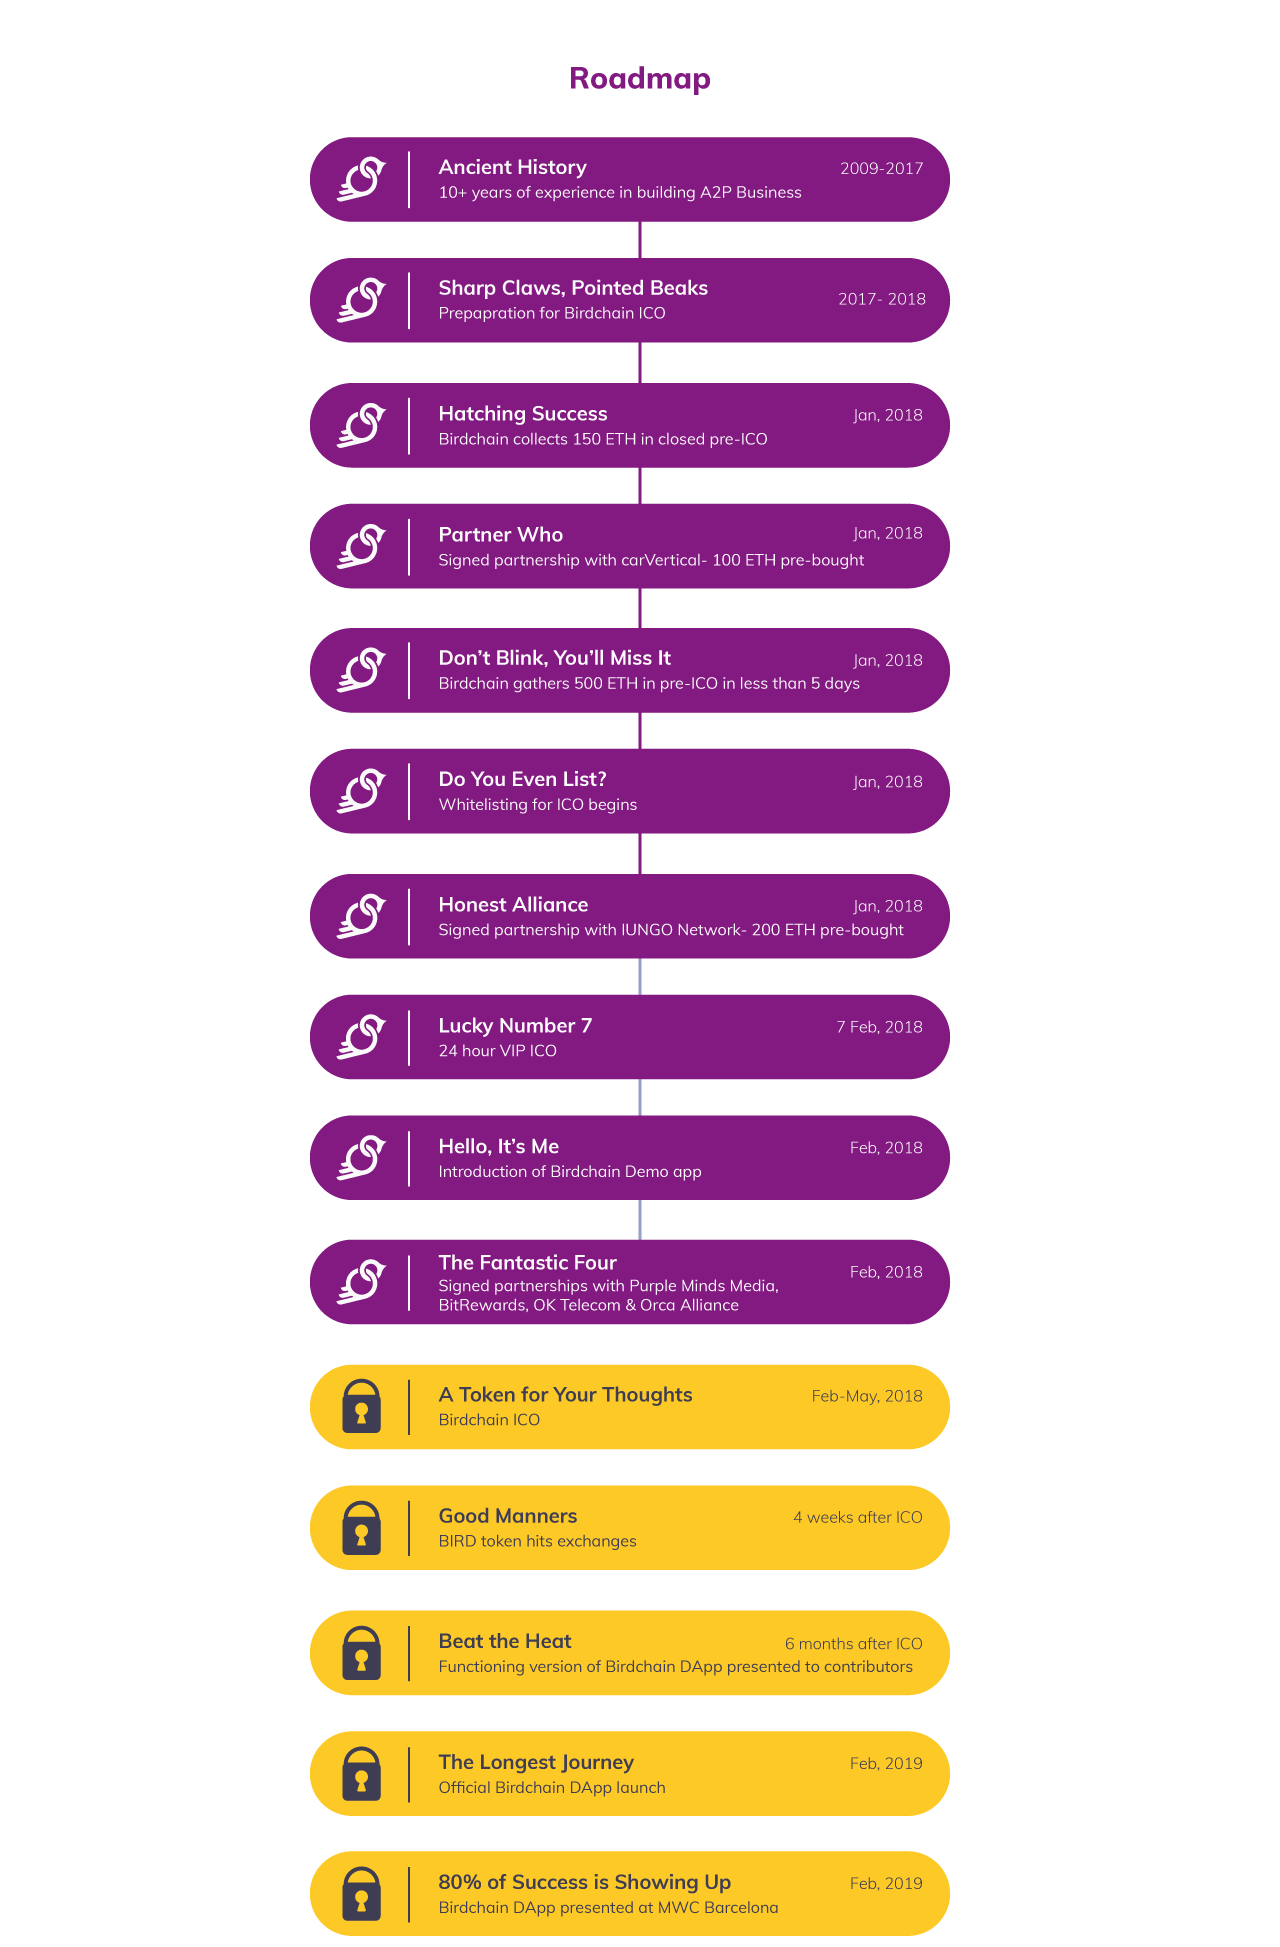 Roadmap
Ancient History
2009-2017
10+ years of experience in building A2P Business
Sharp Claws, Pointed Beaks
2017- 2018
Prepapration for Birdchain ICO
Hatching Success
Jan, 2018
Birdchain collects 150 ETH in closed pre-ICO
Partner Who
Jan, 2018
Signed partnership with carVertical- 100 ETH pre-bought
Don’t Blink, You’ll Miss It
Jan, 2018
Birdchain gathers 500 ETH in pre-ICO in less than 5 days
Do You Even List?
Jan, 2018
Whitelisting for ICO begins
Honest Alliance
Jan, 2018
Signed partnership with IUNGO Network- 200 ETH pre-bought
Lucky Number 7
7 Feb, 2018
24 hour VIP ICO
Hello, It’s Me
Feb, 2018
Introduction of Birdchain Demo app
The Fantastic Four
Feb, 2018
Signed partnerships with Purple Minds Media,
BitRewards, OK Telecom & Orca Alliance
A Token for Your Thoughts
Feb-May, 2018
Birdchain ICO
Good Manners
4 weeks after ICO
BIRD token hits exchanges
Beat the Heat
6 months after ICO
Functioning version of Birdchain DApp presented to contributors
The Longest Journey
Feb, 2019
Official Birdchain DApp launch
80% of Success is Showing Up
Feb, 2019
Birdchain DApp presented at MWC Barcelona